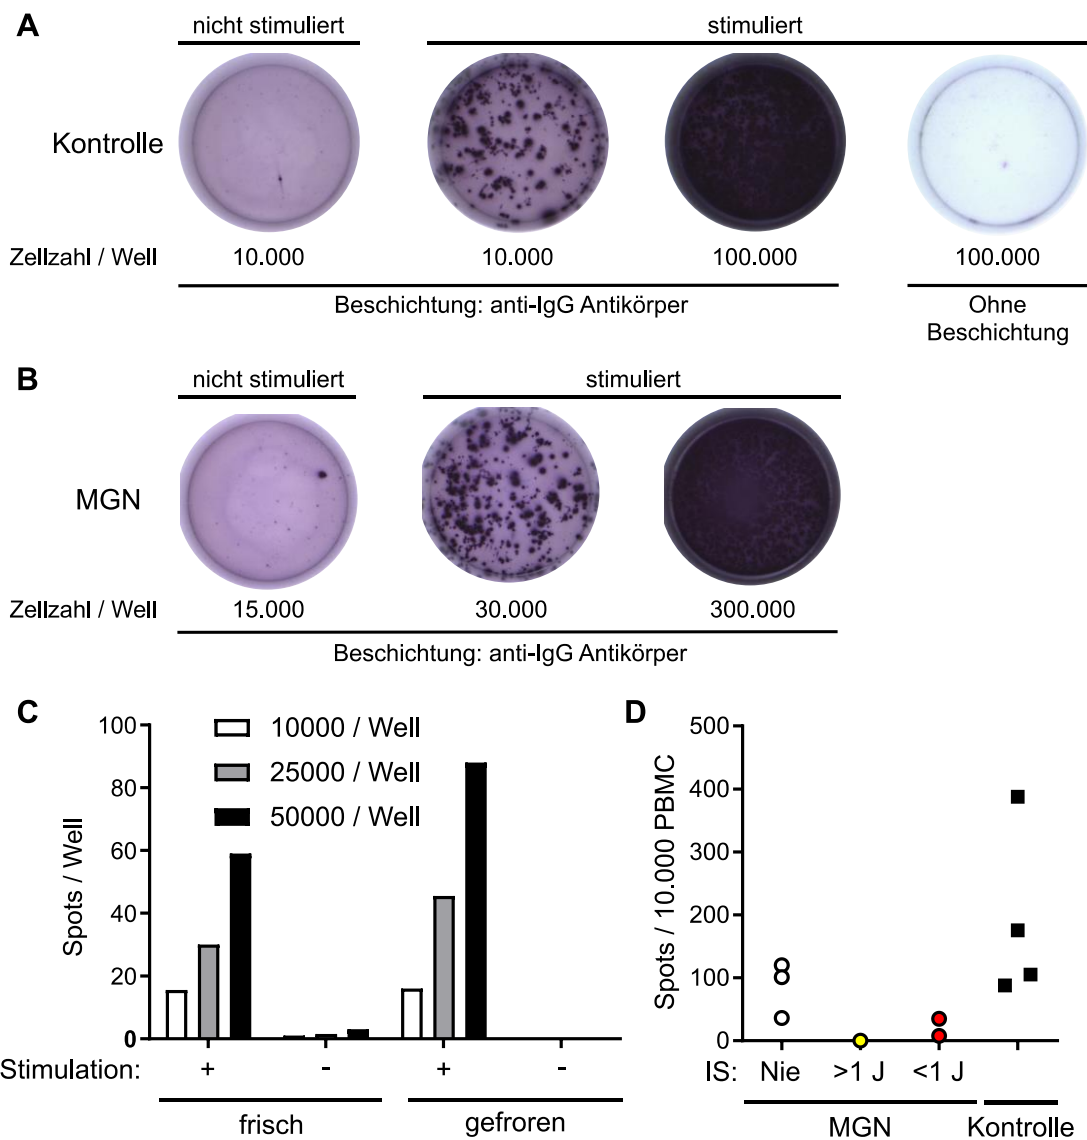 A
nicht stimuliert
stimuliert
Kontrolle
Zellzahl / Well
10.000
10.000
100.000
100.000
Beschichtung: anti-IgG Antikörper
Ohne
Beschichtung
B
nicht stimuliert
stimuliert
MGN
Zellzahl / Well
15.000
30.000
300.000
Beschichtung: anti-IgG Antikörper
C
10000 / Well
25000 / Well
50000 / Well
Spots / Well
100
80
60
40
20
0
Stimulation:
+
-
+
-
frisch
gefroren
D
Spots / 10.000 PBMC
500
400
300
200
100
0
IS:
Nie
>1 J
<1 J
MGN
Kontrolle